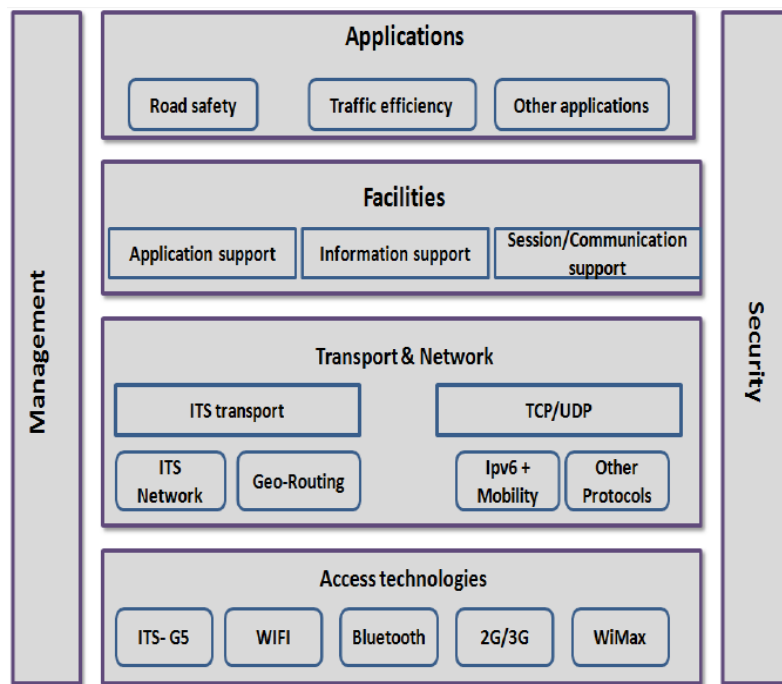 Management
Applications
Road safety
Traffic efficiency
Other applications
Facilities
Application support
Information support
Session/Communication
support
Transport & Network
ITS transport
TCP/UDP
ITS
Network
Geo-Routing
Ipv6 +
Mobility
Other
Protocols
Access technologies
ITS- G5
WIFI
Bluetooth
2G/3G
WiMax
Security